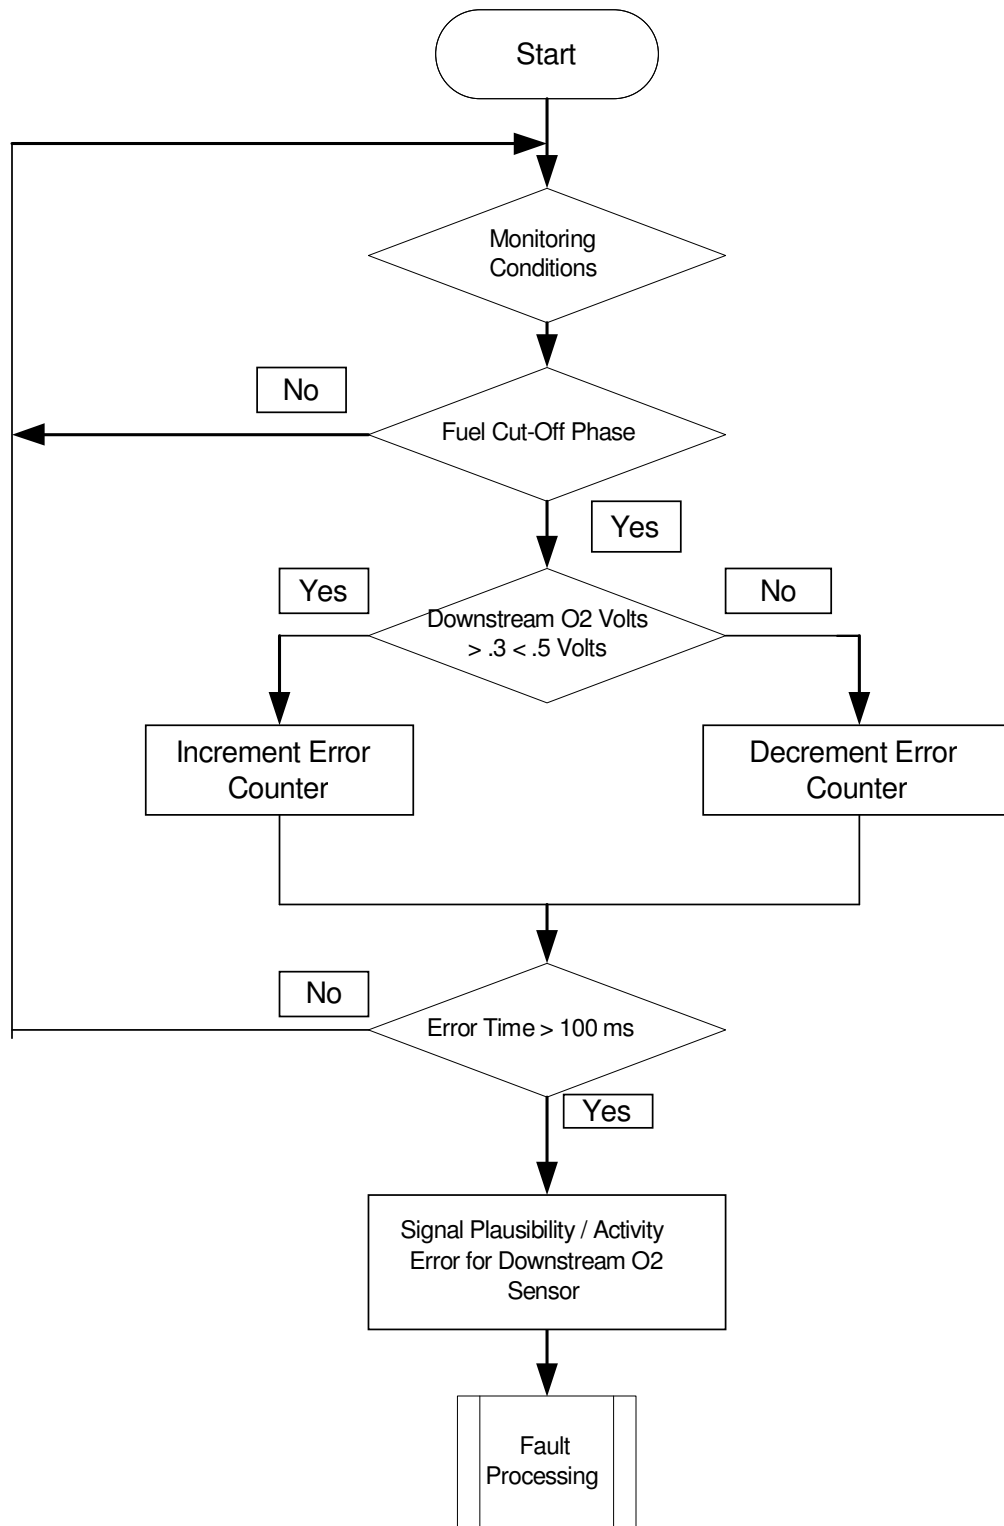 Start
Monitoring
Conditions
No
Fuel Cut-Off Phase
Yes
Yes
No
Downstream O2 Volts
> .3 < .5 Volts
Increment Error
Counter
Decrement Error
Counter
No
Error Time > 100 ms
Yes
Signal Plausibility / Activity
Error for Downstream O2
Sensor
Fault
Processing